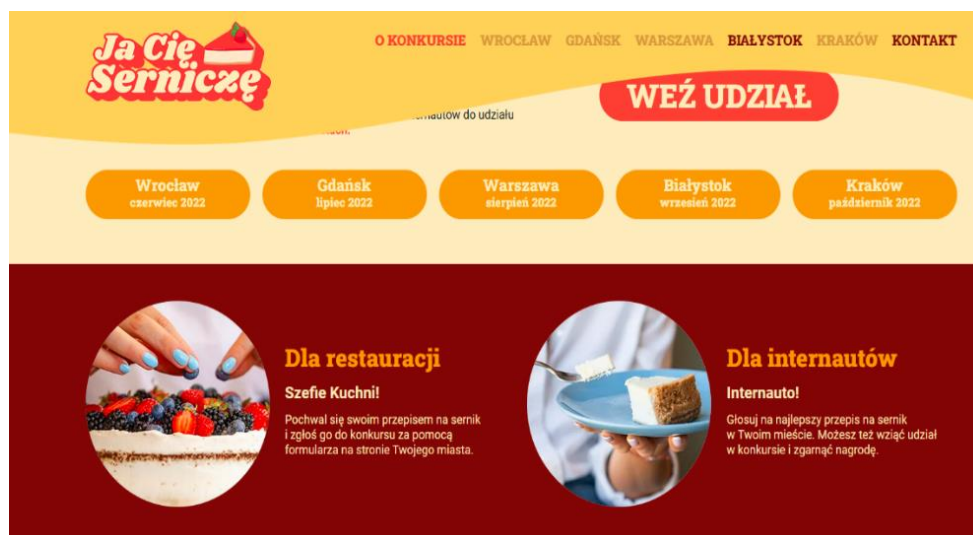 Ja Cię
Serniczę
O KONKURSIE WROCŁAW GDAŃSK WARSZAWA BIAŁYSTOK KRAKÓW KONTAKT
WEŹ UDZIAŁ
do udziału
Wrocław
czerwiec 2022
Gdańsk
lipiec 2022
Warszawa
sierpień 2022
Białystok
wrzesień 2022
Kraków
październik 2022
Dla restauracji
Szefie Kuchni!
Pochwal się swoim przepisem na sernik
i zgłoś go do konkursu za pomocą
formularza na stronie Twojego miasta.
Dla internautów
Internauto!
Głosuj na najlepszy przepis na sernik
w Twoim mieście. Możesz też wziąć udział
w konkursie i zgarnąć nagrodę.